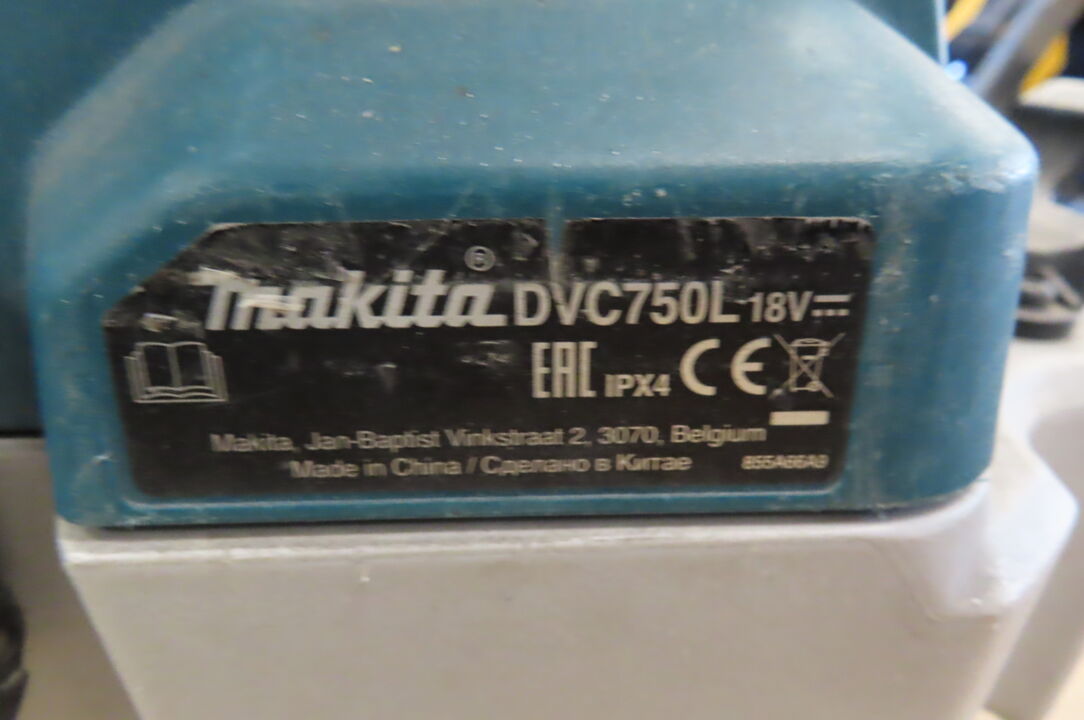 makita® DVC750L 18V
EAC IPX4 CE
Makita, Jan-Baptist Vinkstraat 2, 3070, Belgium
Made in China / Сделано в Китае